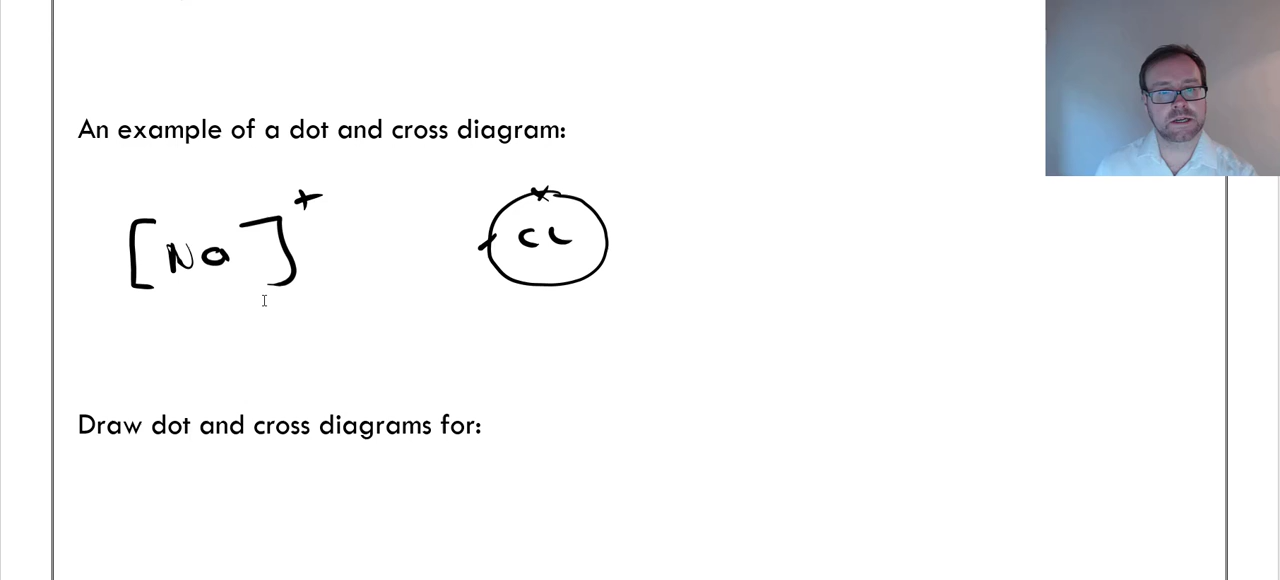 An example of a dot and cross diagram:
[Na]+ Cl
Draw dot and cross diagrams for: